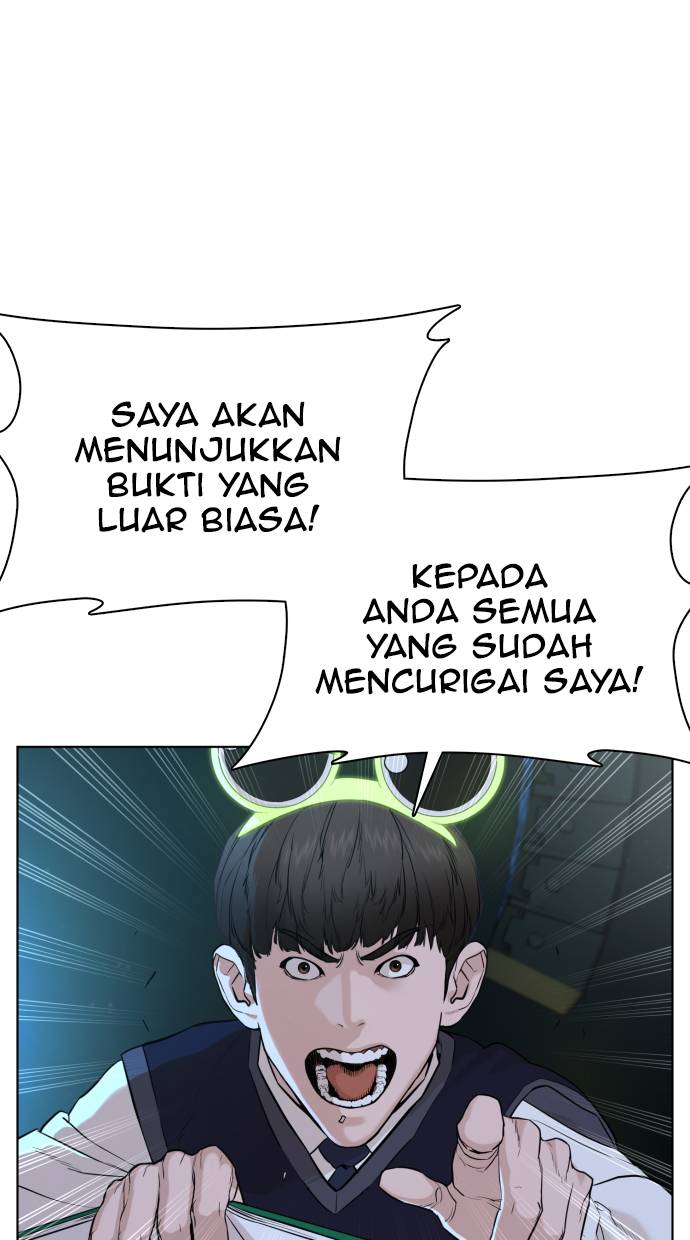 SAYA AKAN
MENUNJUKKAN
BUKTI YANG
LUAR BIASA!
KEPADA
ANDA SEMUA
YANG SUDAH
MENCURIGAI SAYA!